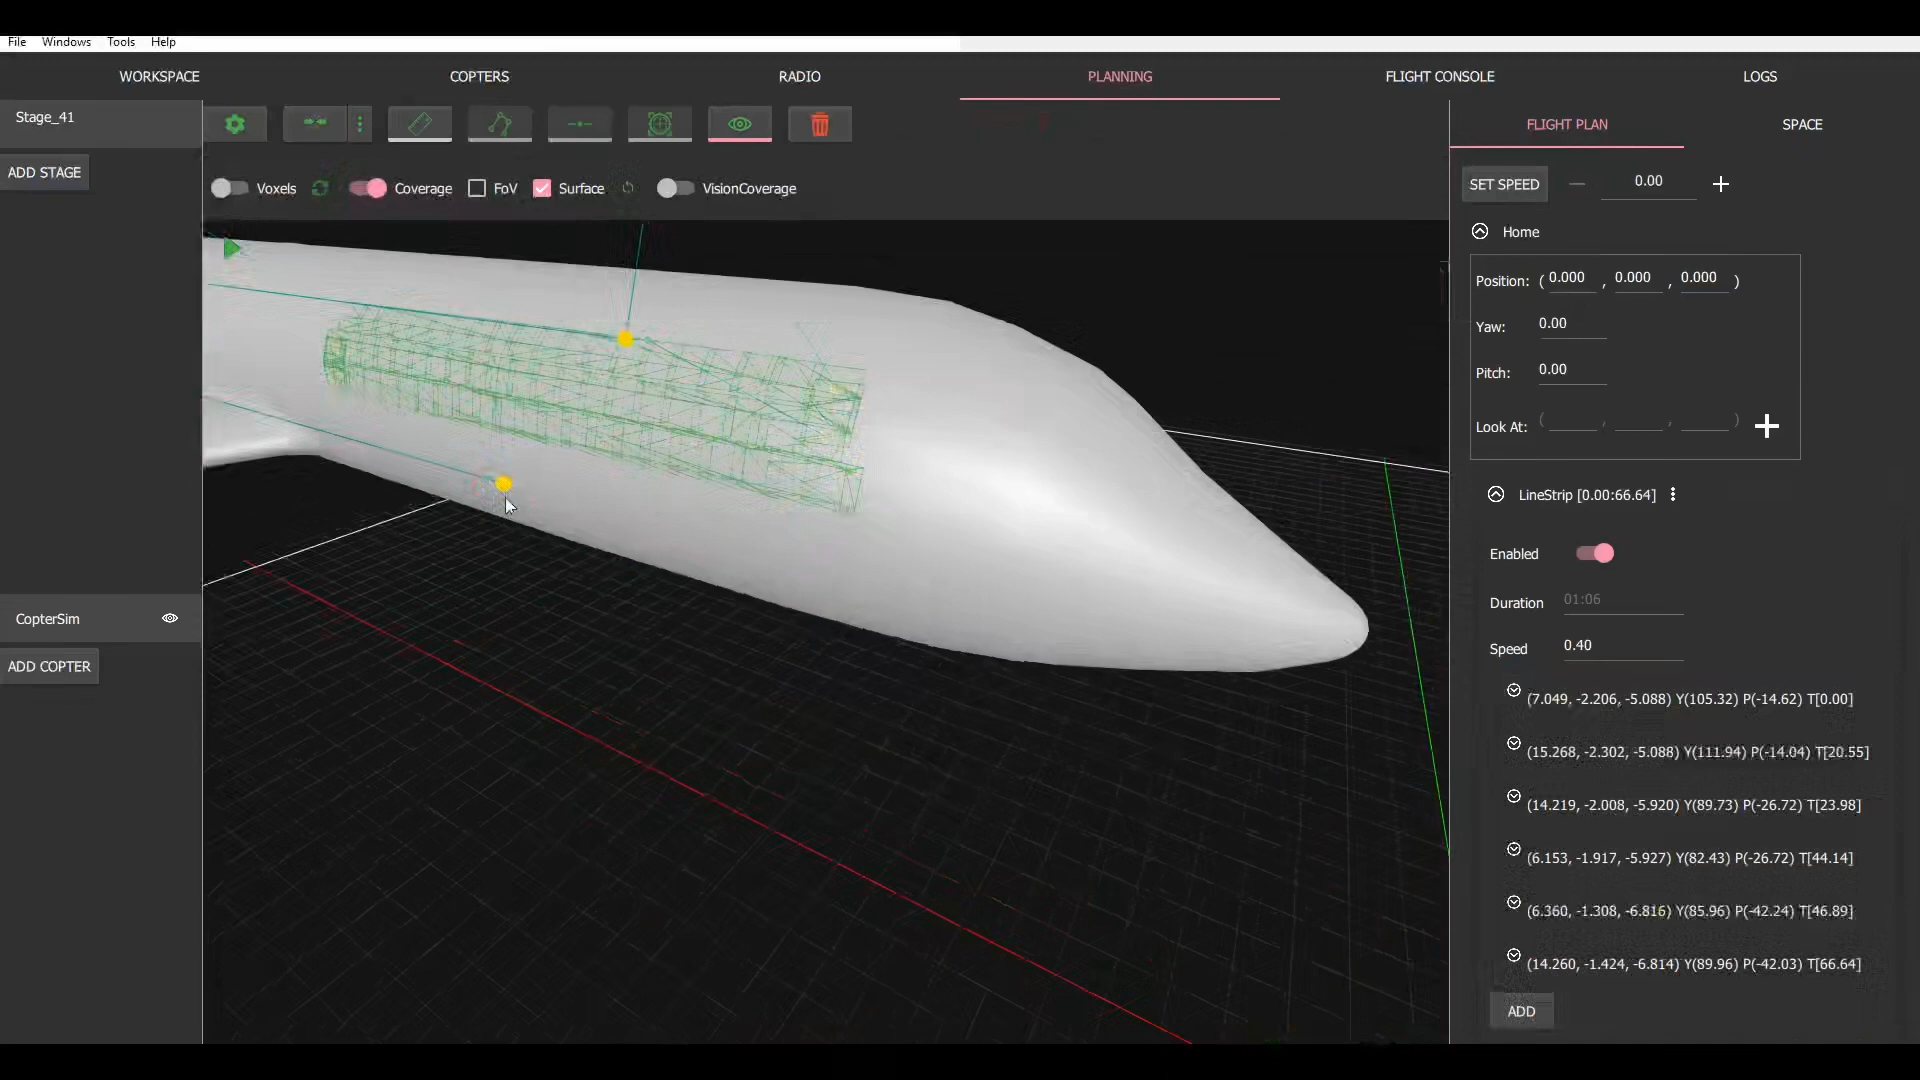 File Windows Tools Help
WORKSPACE COPTERS RADIO PLANNING FLIGHT CONSOLE LOGS
Stage_41
ADD STAGE
Voxels Coverage FoV Surface VisionCoverage
CopterSim
ADD COPTER
FLIGHT PLAN SPACE
SET SPEED — 0.00 +
Home
Position: ( 0.000 , 0.000 , 0.000 )
Yaw: 0.00
Pitch: 0.00
Look At: ( , , ) +
LineStrip [0.00:66.64]
Enabled
Duration 01:06
Speed 0.40
(7.049, -2.206, -5.088) Y(105.32) P(-14.62) T[0.00]
(15.268, -2.302, -5.088) Y(111.94) P(-14.04) T[20.55]
(14.219, -2.008, -5.920) Y(89.73) P(-26.72) T[23.98]
(6.153, -1.917, -5.927) Y(82.43) P(-26.72) T[44.14]
(6.360, -1.308, -6.816) Y(85.96) P(-42.24) T[46.89]
(14.260, -1.424, -6.814) Y(89.96) P(-42.03) T[66.64]
ADD